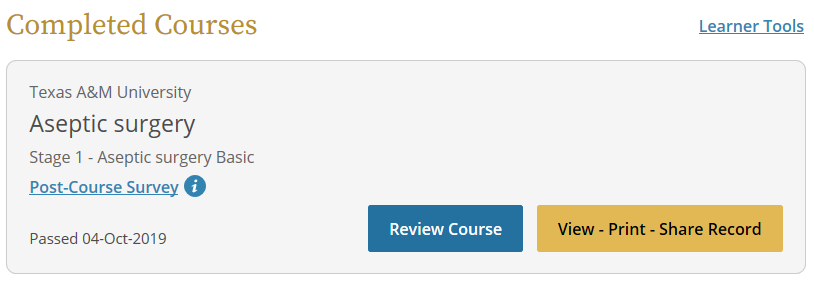 Completed Courses
Learner Tools
Texas A&M University
Aseptic surgery
Stage 1 - Aseptic surgery Basic
Post-Course Survey i
Passed 04-Oct-2019
Review Course
View - Print - Share Record